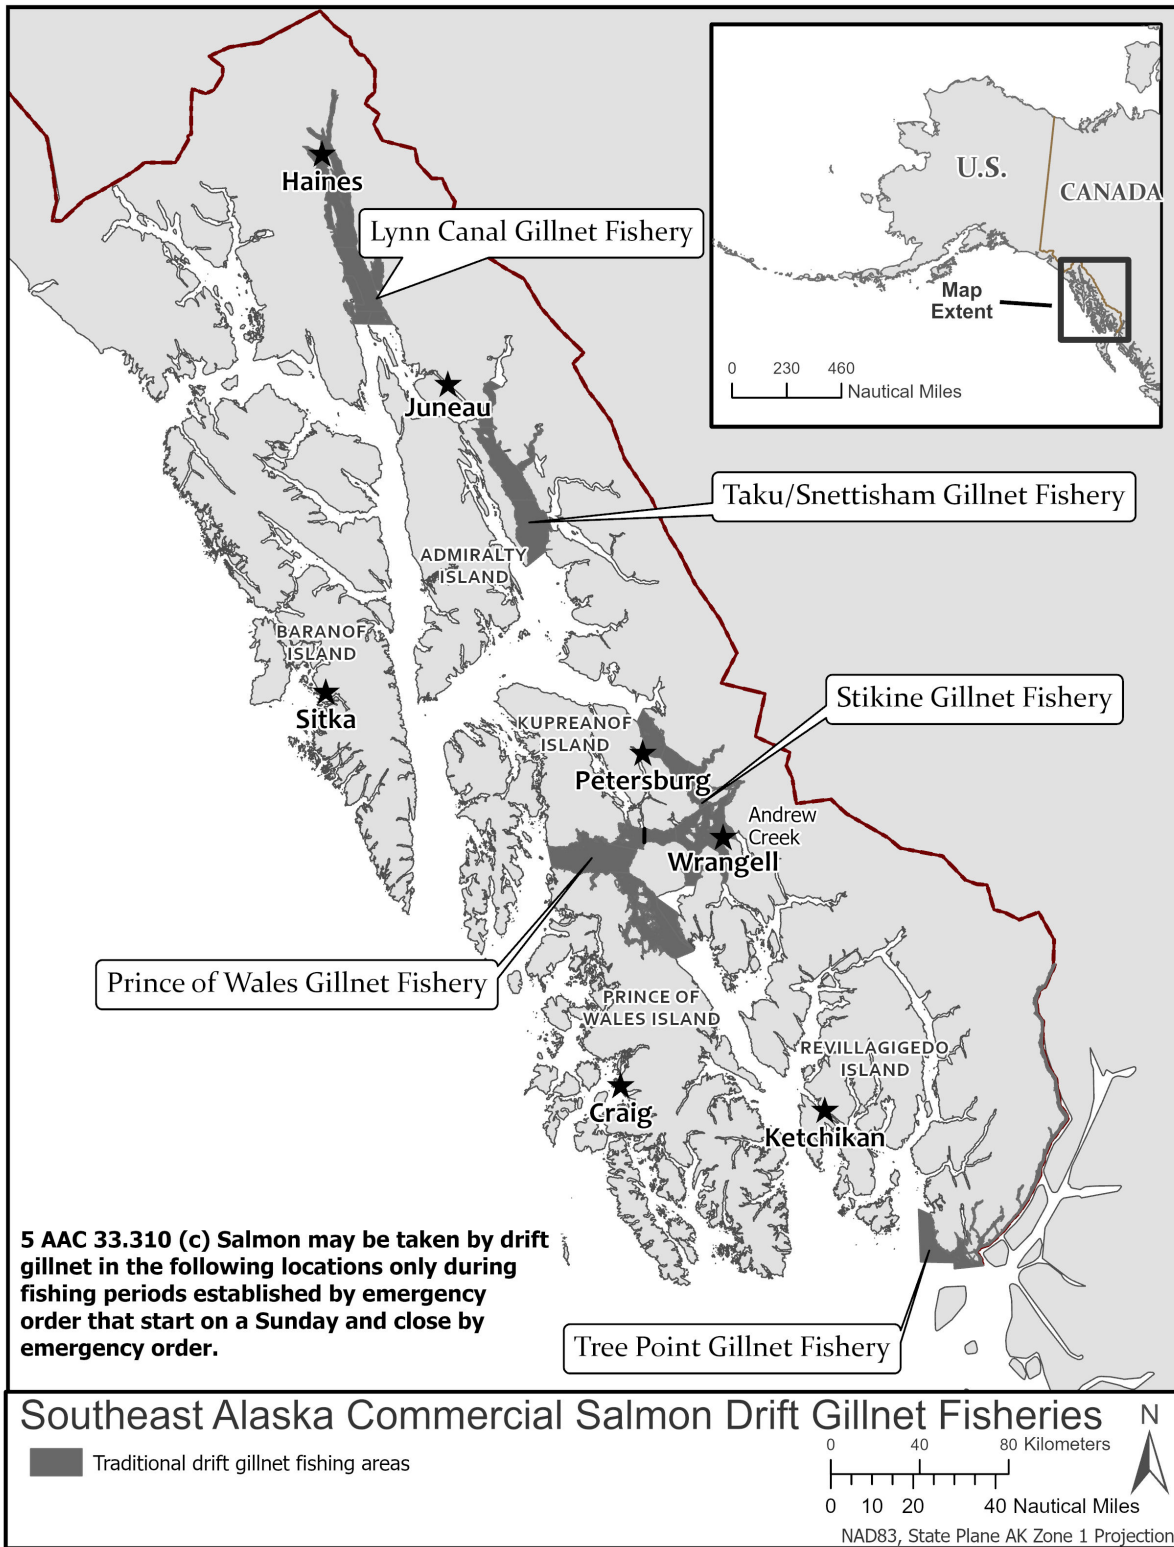 U.S.
CANADA
Map
Extent
0 230 460
Nautical Miles
Haines
Lynn Canal Gillnet Fishery
Juneau
Taku/Snettisham Gillnet Fishery
ADMIRALTY
ISLAND
BARANOF
ISLAND
Sitka
Stikine Gillnet Fishery
KUPREANOF
ISLAND
Petersburg
Andrew
Creek
Wrangell
Prince of Wales Gillnet Fishery
PRINCE OF
WALES ISLAND
REVILLAGIGEDO
ISLAND
Craig
Ketchikan
5 AAC 33.310 (c) Salmon may be taken by drift
gillnet in the following locations only during
fishing periods established by emergency
order that start on a Sunday and close by
emergency order.
Tree Point Gillnet Fishery
Southeast Alaska Commercial Salmon Drift Gillnet Fisheries
N
Traditional drift gillnet fishing areas
0 40 80 Kilometers
0 10 20 40 Nautical Miles
NAD83, State Plane AK Zone 1 Projection